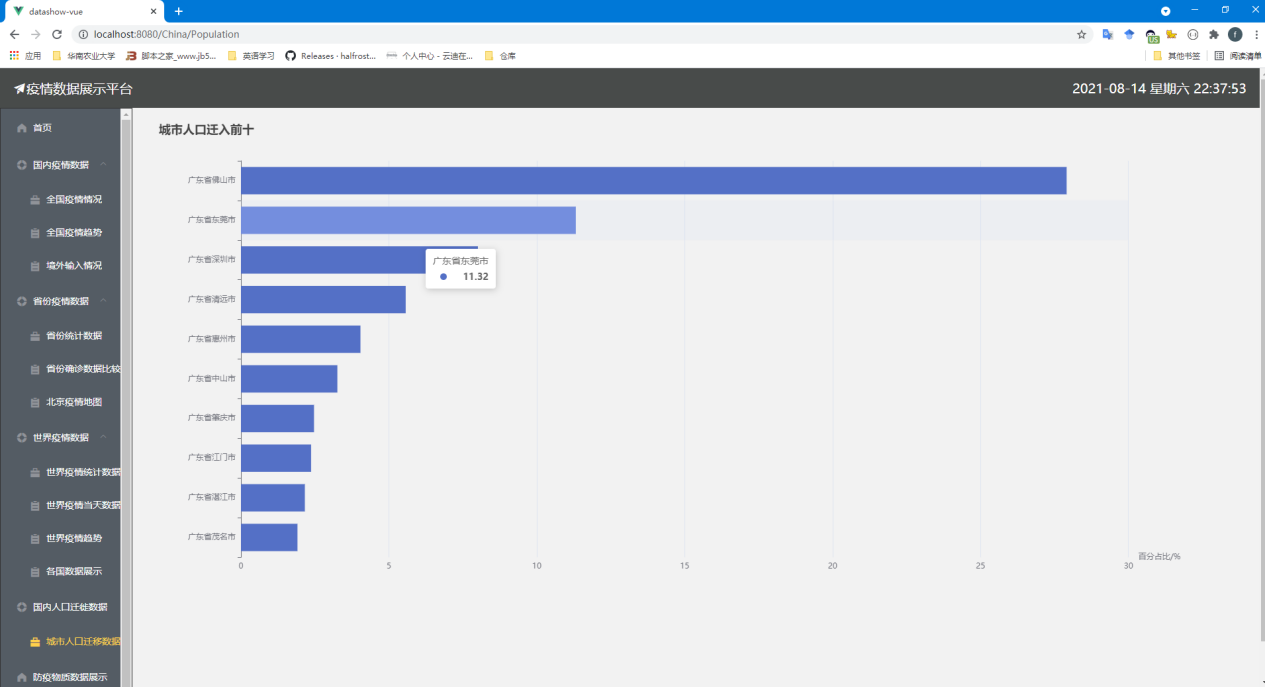 datashow-vue
localhost:8080/China/Population
应用
华南农业大学
脚本之家_www.jb5...
英语学习
Releases · halfrost...
个人中心 - 云迹在...
仓库
其他书签
阅读清单
疫情数据展示平台
2021-08-14 星期六 22:37:53
首页
国内疫情数据
全国疫情情况
全国疫情趋势
境外输入情况
省份疫情数据
省份统计数据
省份确诊数据比较
北京疫情地图
世界疫情数据
世界疫情统计数据
世界疫情当天数据
世界疫情趋势
各国数据展示
国内人口迁徙数据
城市人口迁移数据
防疫物质数据展示
城市人口迁入前十
广东省佛山市
广东省东莞市
广东省深圳市
广东省清远市
广东省惠州市
广东省中山市
广东省肇庆市
广东省江门市
广东省湛江市
广东省茂名市
广东省东莞市
11.32
0
5
10
15
20
25
30
百分占比/%